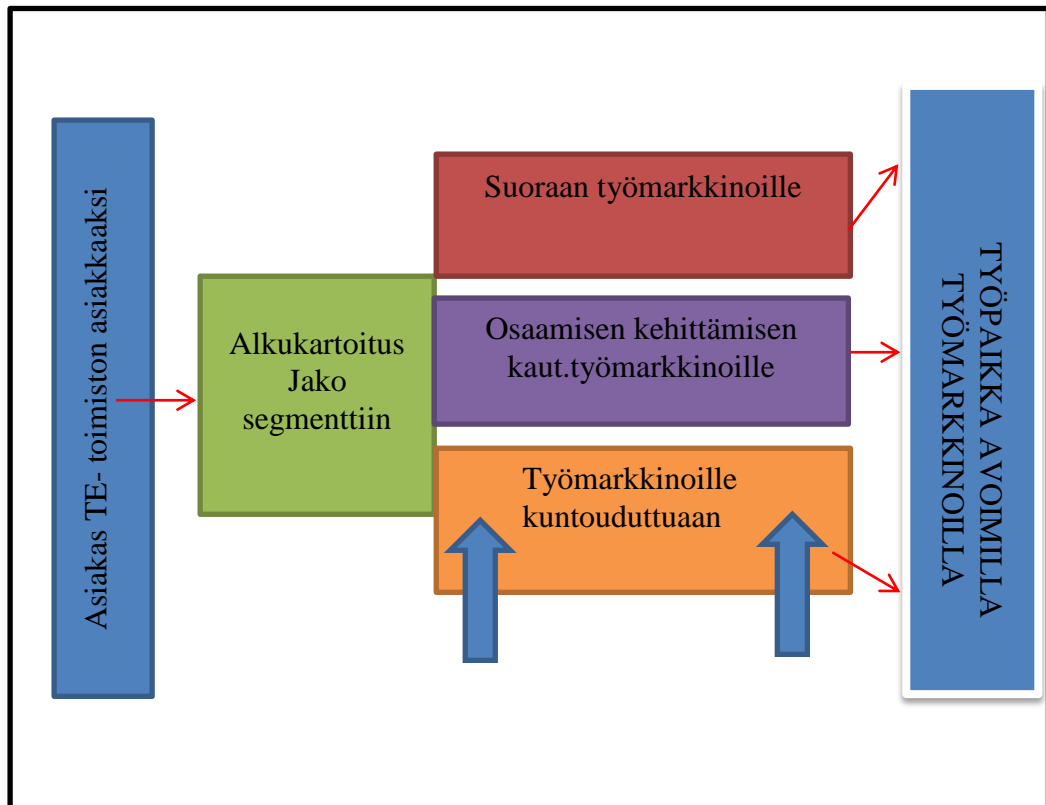 Asiakas TE- toimiston asiakkaaksi
Alkukartoitus
Jako
segmenttiin
Suoraan työmarkkinoille
Osaamisen kehittämisen
kaut.työmarkkinoille
Työmarkkinoille
kuntouduttuaan
TYÖPAIKKA AVOIMILLA
TYÖMARKKINOILLA